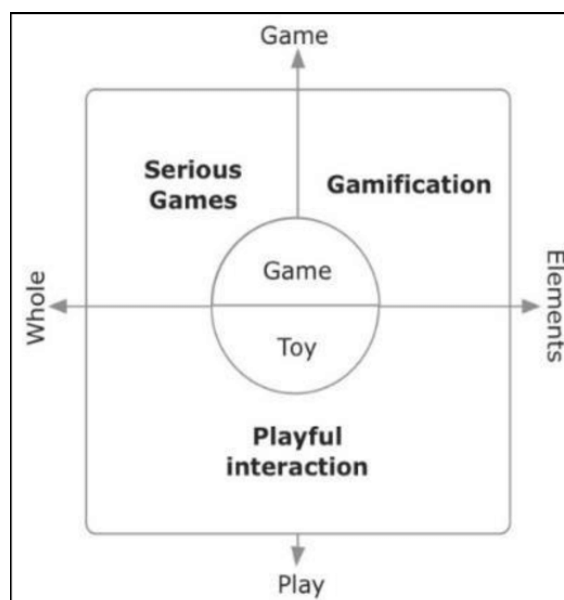 Game
Serious
Games
Gamification
Game
Whole
Elements
Toy
Playful
interaction
Play